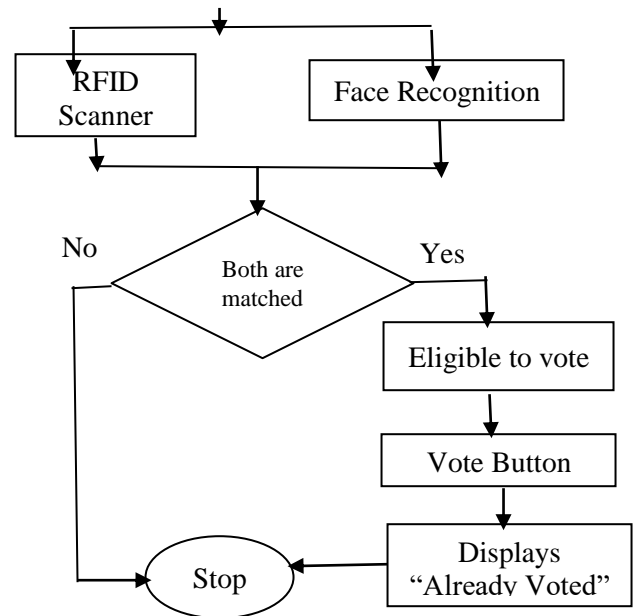 RFID
Scanner
Face Recognition
No
Both are
matched
Yes
Eligible to vote
Vote Button
Displays
“Already Voted”
Stop